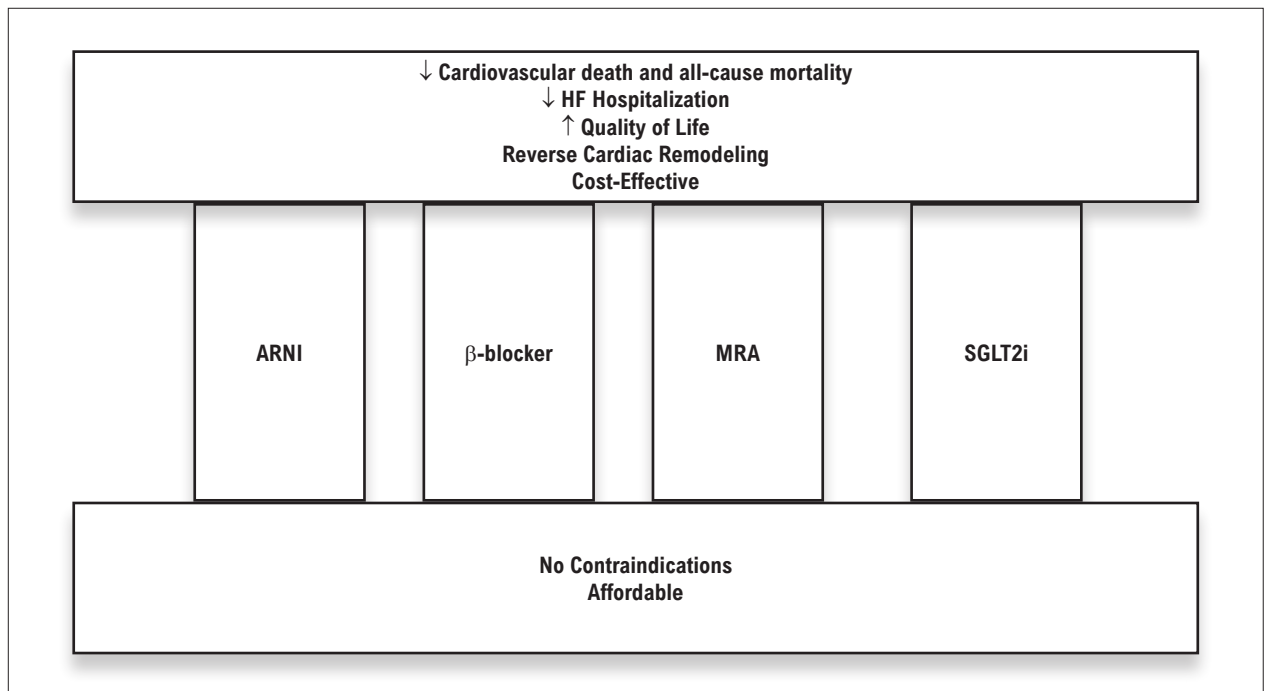 ↓ Cardiovascular death and all-cause mortality
↓ HF Hospitalization
↑ Quality of Life
Reverse Cardiac Remodeling
Cost-Effective
ARNI
β-blocker
MRA
SGLT2i
No Contraindications
Affordable